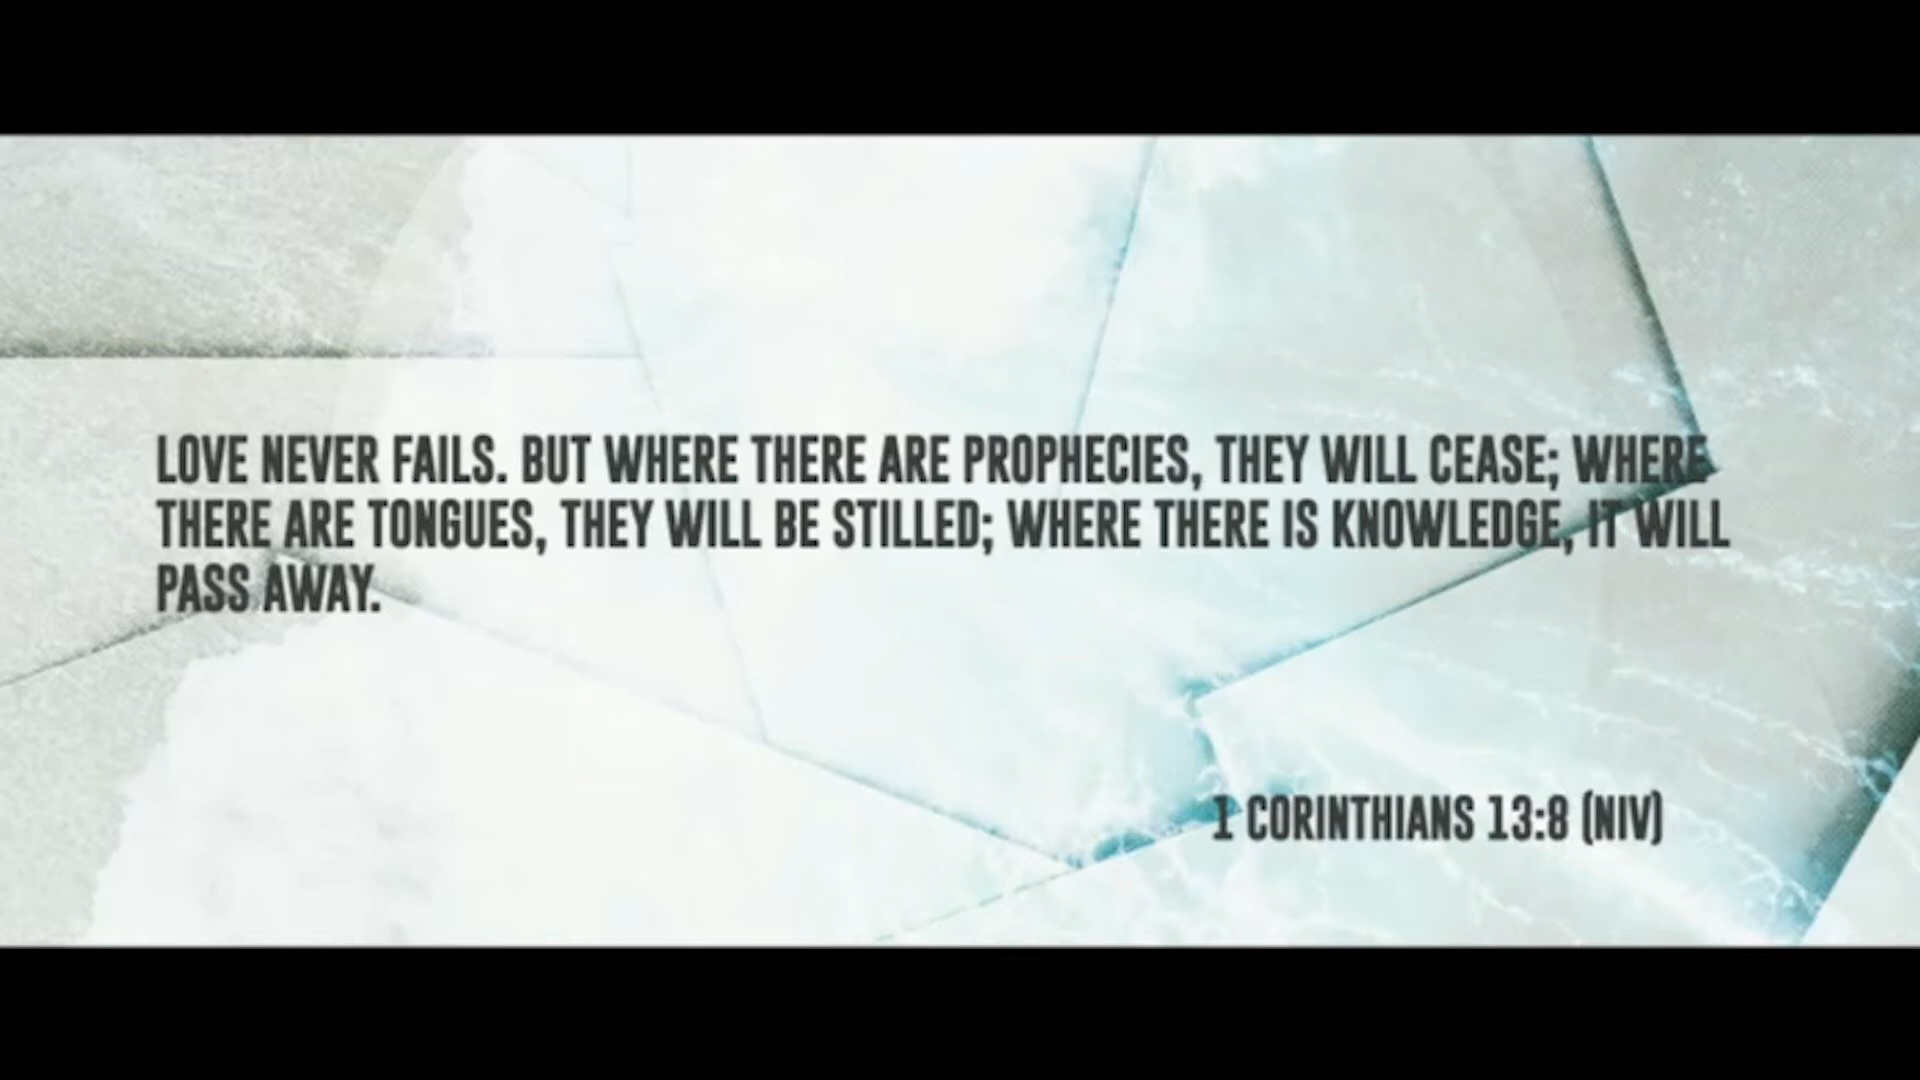 LOVE NEVER FAILS. BUT WHERE THERE ARE PROPHECIES, THEY WILL CEASE; WHERE
THERE ARE TONGUES, THEY WILL BE STILLED; WHERE THERE IS KNOWLEDGE, IT WILL
PASS AWAY.
1 CORINTHIANS 13:8 (NIV)